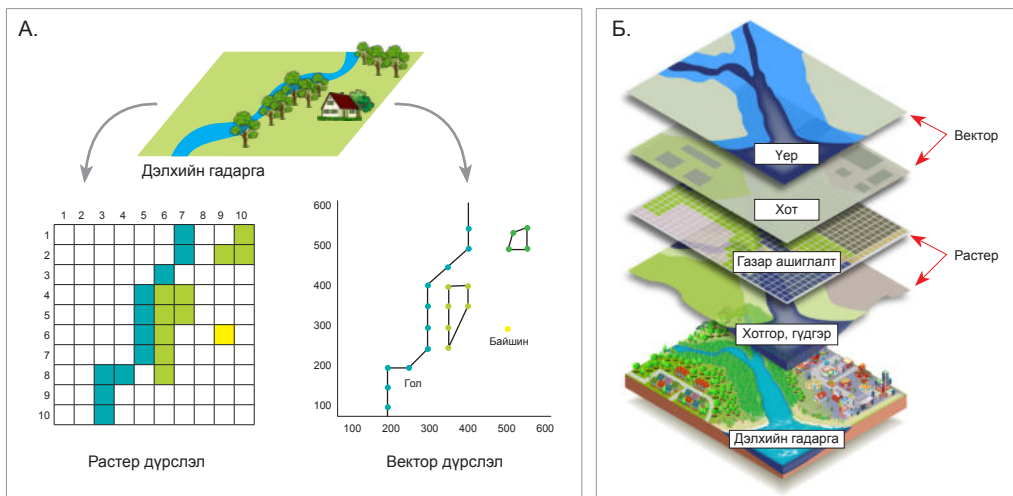 А.
Дэлхийн гадарга
1 2 3 4 5 6 7 8 9 10
1
2
3
4
5
6
7
8
9
10
Растер дүрслэл
600
500
400
300
200
100
100 200 300 400 500 600
Гол
Байшин
Вектор дүрслэл
Б.
Үер
Вектор
Хот
Газар ашиглалт
Растер
Хотгор, гүдгэр
Дэлхийн гадарга